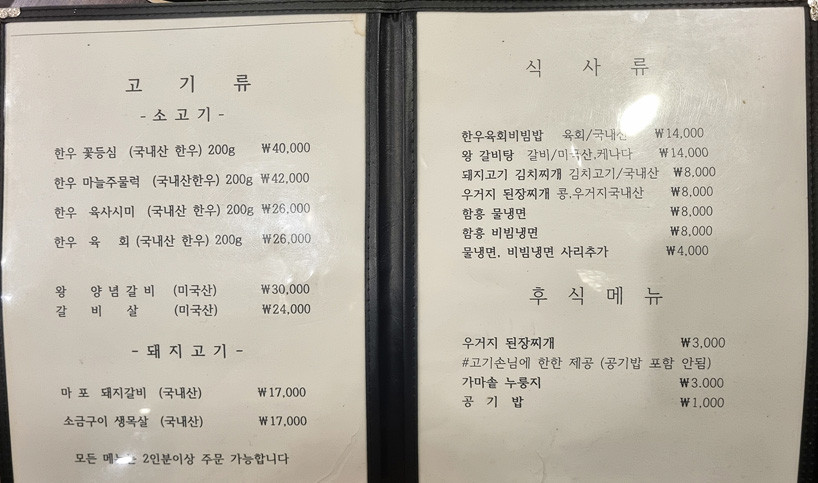 고 기 류
- 소 고 기 -
한우 꽃등심 (국내산 한우) 200g ₩40,000
한우 마늘주물럭 (국내산한우) 200g ₩42,000
한우 육사시미 (국내산 한우) 200g ₩26,000
한우 육 회 (국내산 한우) 200g ₩26,000
왕 양 념 갈 비 (미국산) ₩30,000
갈 비 살 (미국산) ₩24,000
- 돼 지 고 기 -
마 포 돼지갈비 (국내산) ₩17,000
소금구이 생목살 (국내산) ₩17,000
모든 2인분이상 주문 가능합니다
식 사 류
한우육회비빔밥 육회/국내산 ₩14,000
왕 갈비탕 갈비/미국산.케나다 ₩14,000
돼지고기 김치찌개 김치고기/국내산 ₩8,000
우거지 된장찌개 콩.우거지국내산 ₩8,000
함흥 물냉면 ₩8,000
함흥 비빔냉면 ₩8,000
물냉면. 비빔냉면 사리추가 ₩4,000
후 식 메 뉴
우거지 된장찌개 ₩3,000
#고기손님에 한한 제공 (공기밥 포함 안됨)
가마솥 누룽지 ₩3.000
공 기 밥 ₩1,000